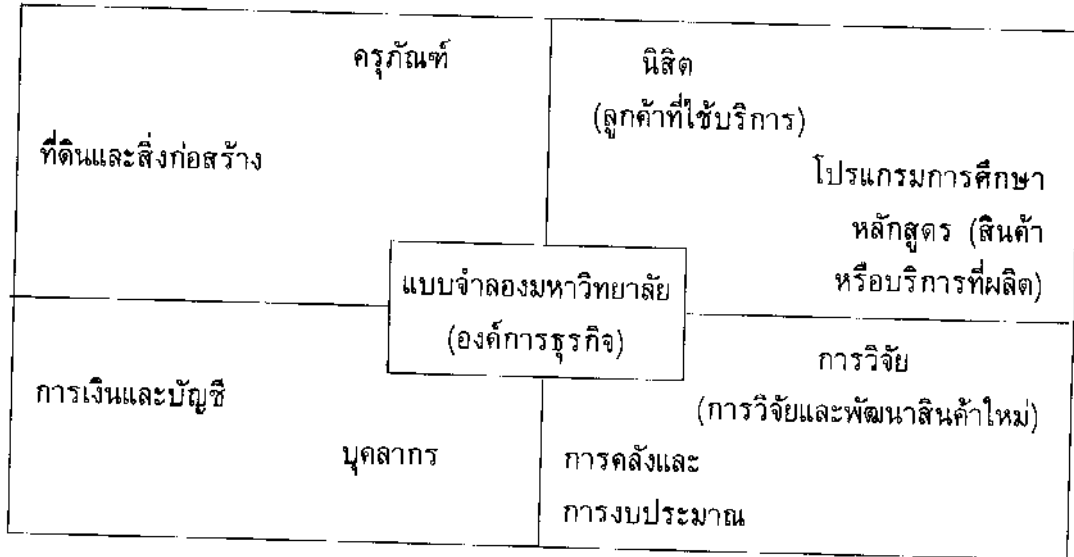 ครุภัณฑ์
ที่ดินและสิ่งก่อสร้าง
นิสิต
(ลูกค้าที่ใช้บริการ)
โปรแกรมการศึกษา
หลักสูตร (สินค้า
หรือบริการที่ผลิต)
แบบจำลองมหาวิทยาลัย
(องค์การธุรกิจ)
การเงินและบัญชี
บุคลากร
การวิจัย
(การวิจัยและพัฒนาสินค้าใหม่)
การคลังและ
การงบประมาณ